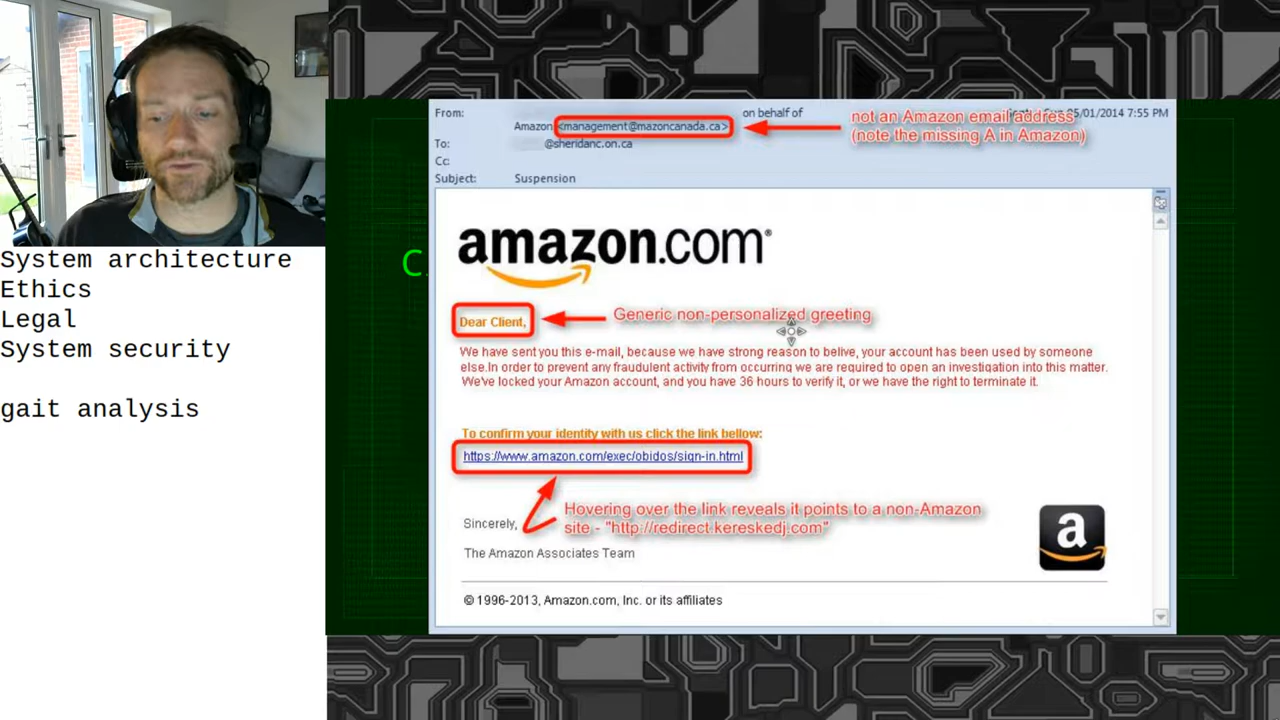 System architecture
Ethics
Legal
System security
gait analysis
C
From: on behalf of 05/01/2014 7:55 PM
Amazon <management@mazoncanada.ca>
not an Amazon email address
(note the missing A in Amazon)
To: @sheridanc.on.ca
Cc:
Subject: Suspension
amazon.com®
Dear Client,
Generic non-personalized greeting
We have sent you this e-mail, because we have strong reason to belive, your account has been used by someone
else.In order to prevent any fraudulent activity from occurring we are required to open an investigation into this matter.
We've locked your Amazon account, and you have 36 hours to verify it, or we have the right to terminate it.
To confirm your identity with us click the link bellow:
https://www.amazon.com/exec/obidos/sign-in.html
Hovering over the link reveals it points to a non-Amazon
site - "http://redirect.kereskedj.com"
Sincerely,
The Amazon Associates Team
a
© 1996-2013, Amazon.com, Inc. or its affiliates